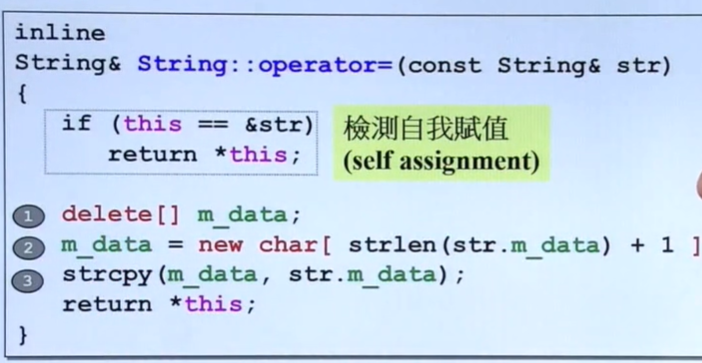 inline
String& String::operator=(const String& str)
{
if (this == &str)
return *this;
檢測自我賦值
(self assignment)
1 delete[] m_data;
2 m_data = new char[ strlen(str.m_data) + 1 ]
3 strcpy(m_data, str.m_data);
return *this;
}